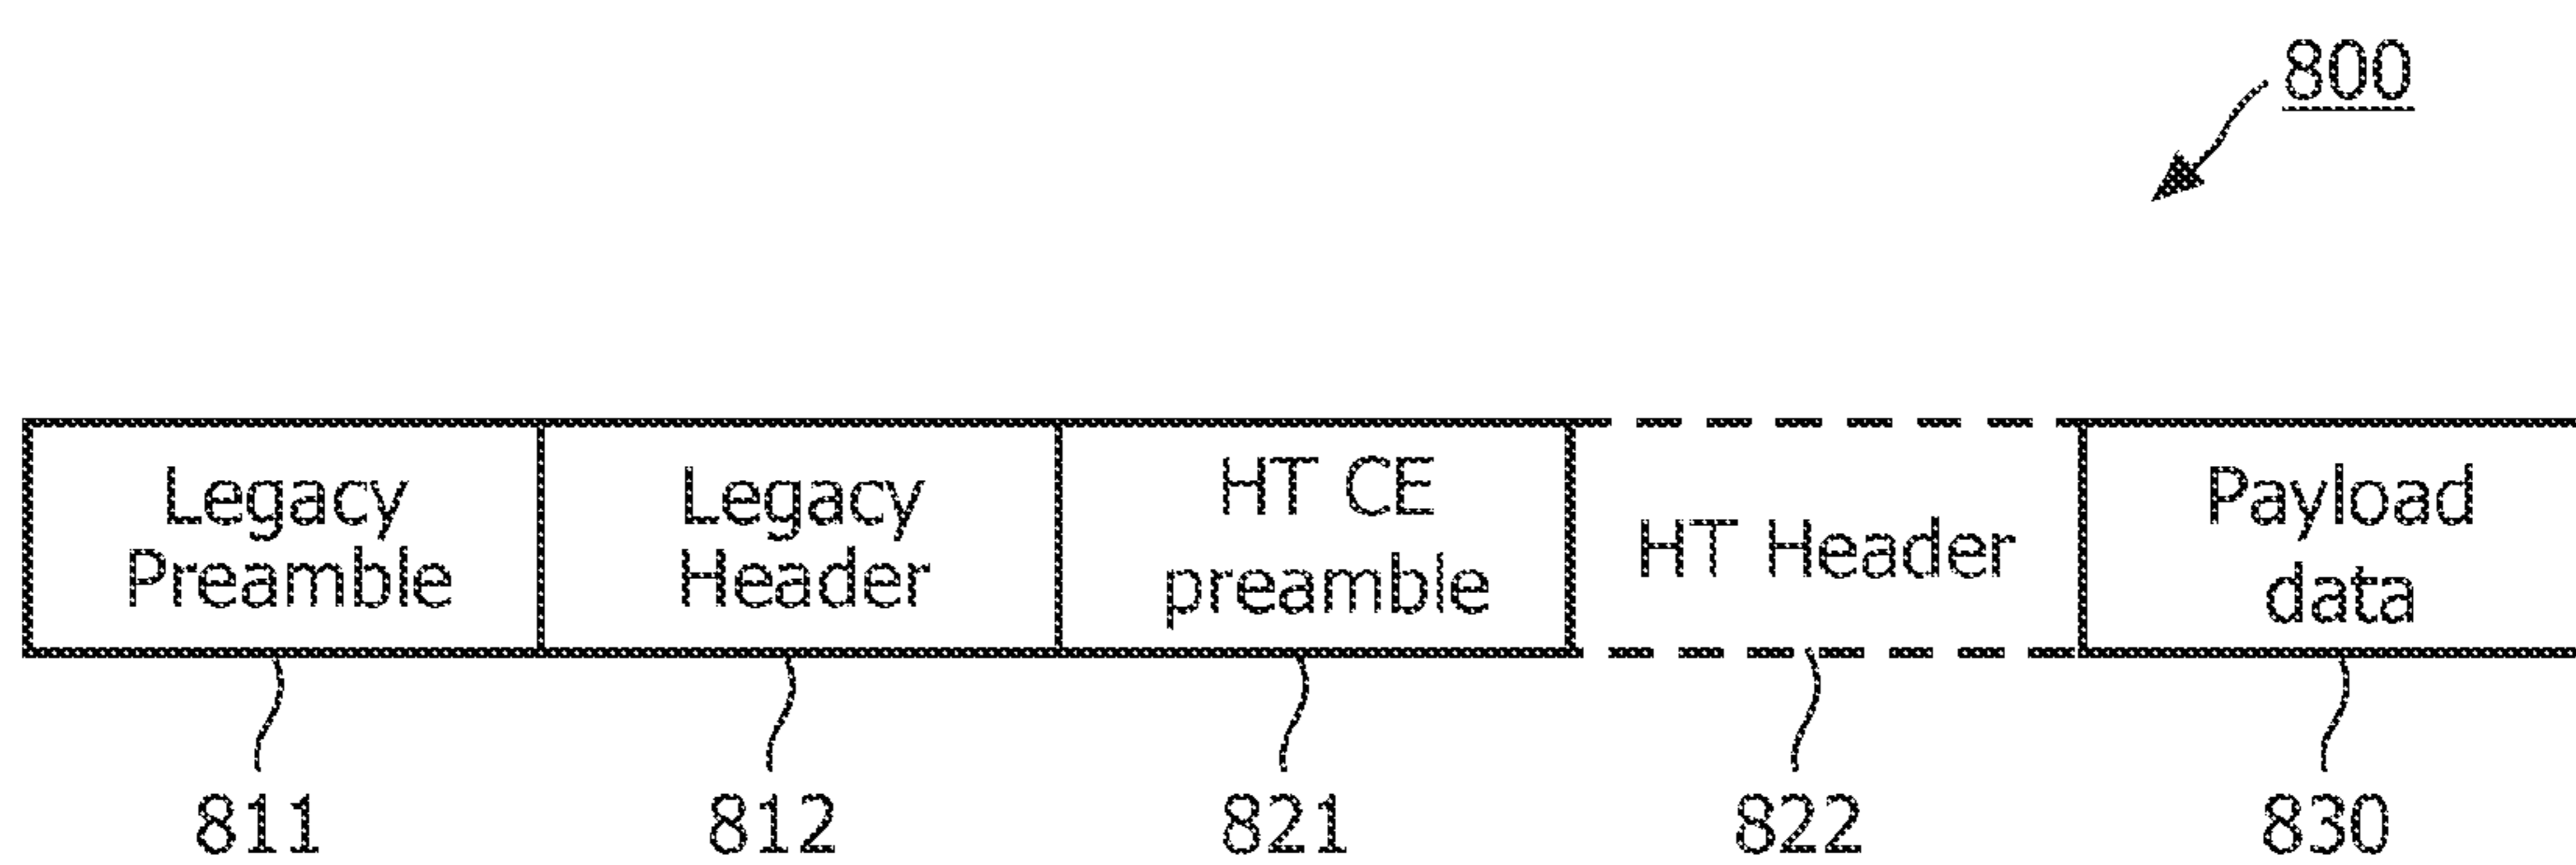 800
Legacy
Preamble
Legacy
Header
HT CE
preamble
HT Header
Payload
data
811
812
821
822
830